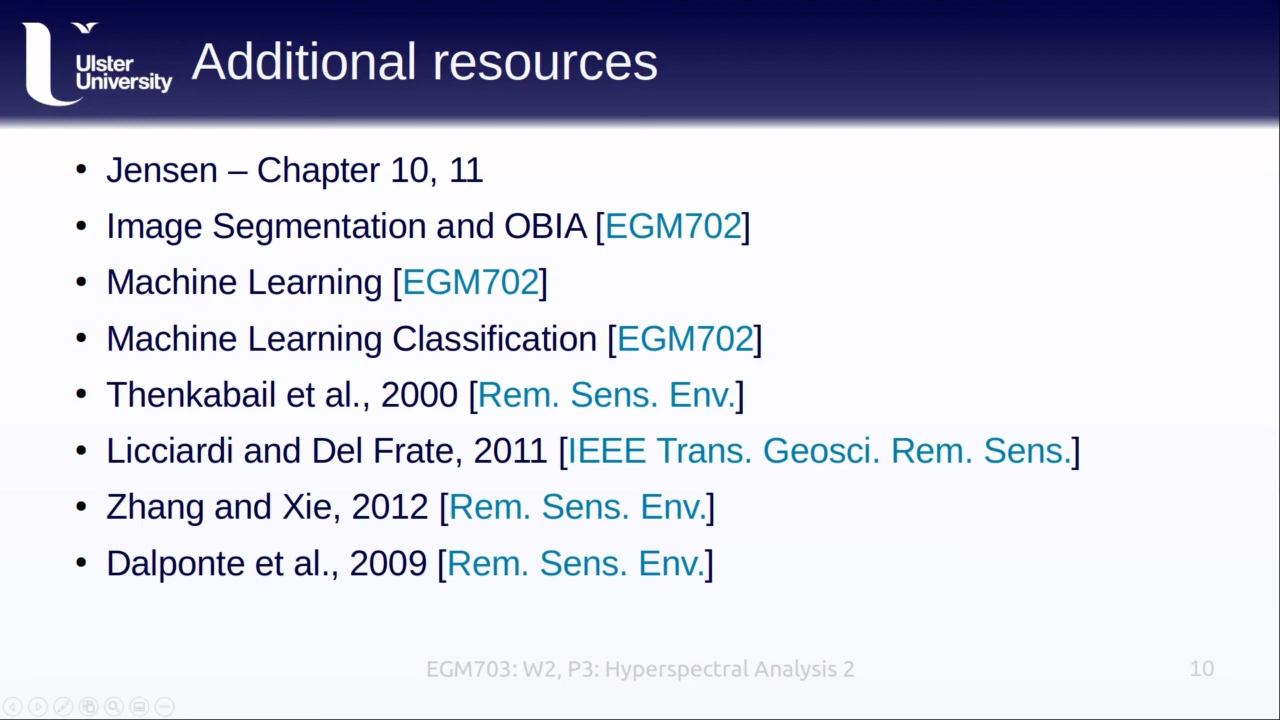 Ulster
University
Additional resources
• Jensen – Chapter 10, 11
• Image Segmentation and OBIA [EGM702]
• Machine Learning [EGM702]
• Machine Learning Classification [EGM702]
• Thenkabail et al., 2000 [Rem. Sens. Env.]
• Licciardi and Del Frate, 2011 [IEEE Trans. Geosci. Rem. Sens.]
• Zhang and Xie, 2012 [Rem. Sens. Env.]
• Dalponte et al., 2009 [Rem. Sens. Env.]
EGM703: W2, P3: Hyperspectral Analysis 2
10